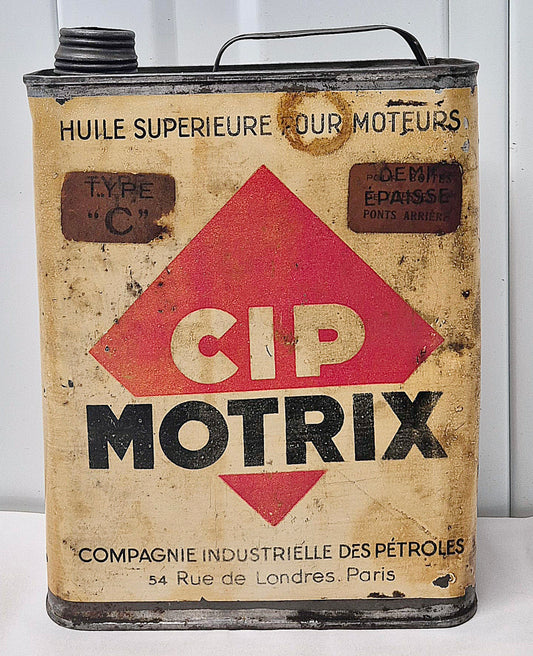 HUILE SUPERIEURE POUR MOTEURS
TYPE
"C"
DEMI
ÉPAISSE
PONTS ARRIÈRE
CIP
MOTRIX
COMPAGNIE INDUSTRIELLE DES PÉTROLES
54 Rue de Londres. Paris